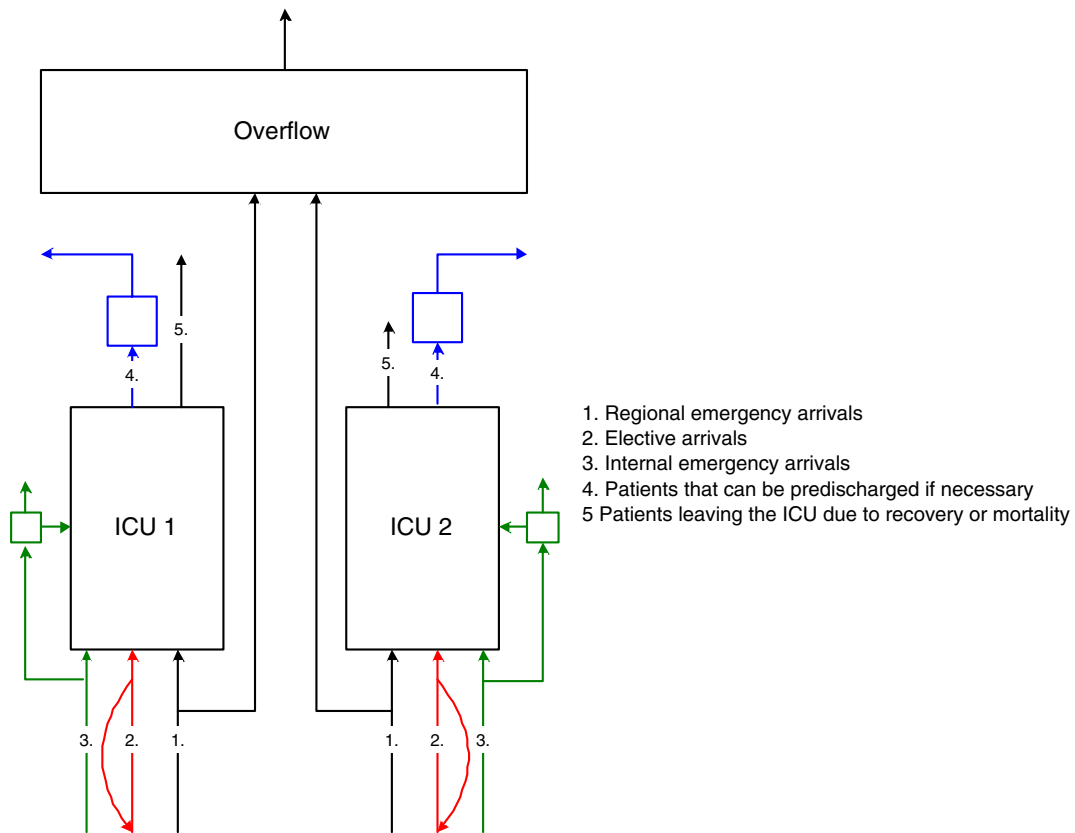 Overflow
5.
4.
5.
4.
ICU 1
ICU 2
1. Regional emergency arrivals
2. Elective arrivals
3. Internal emergency arrivals
4. Patients that can be predischarged if necessary
5 Patients leaving the ICU due to recovery or mortality
3.
2.
1.
1.
2.
3.